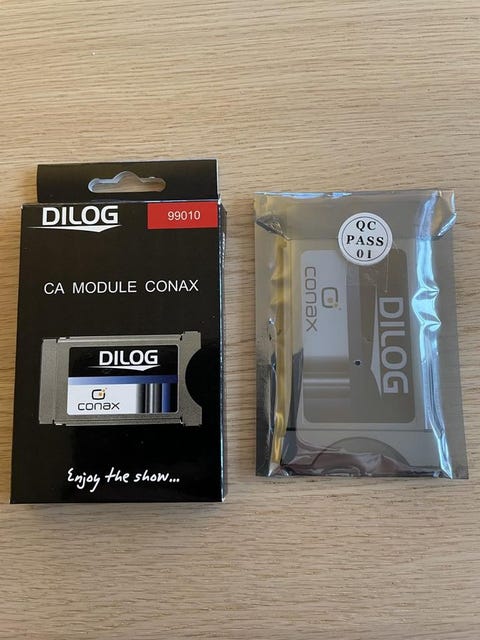 DILOG
99010
CA MODULE CONAX
DILOG
conax
Enjoy the show...
QC
PASS
01
conax
DILOG